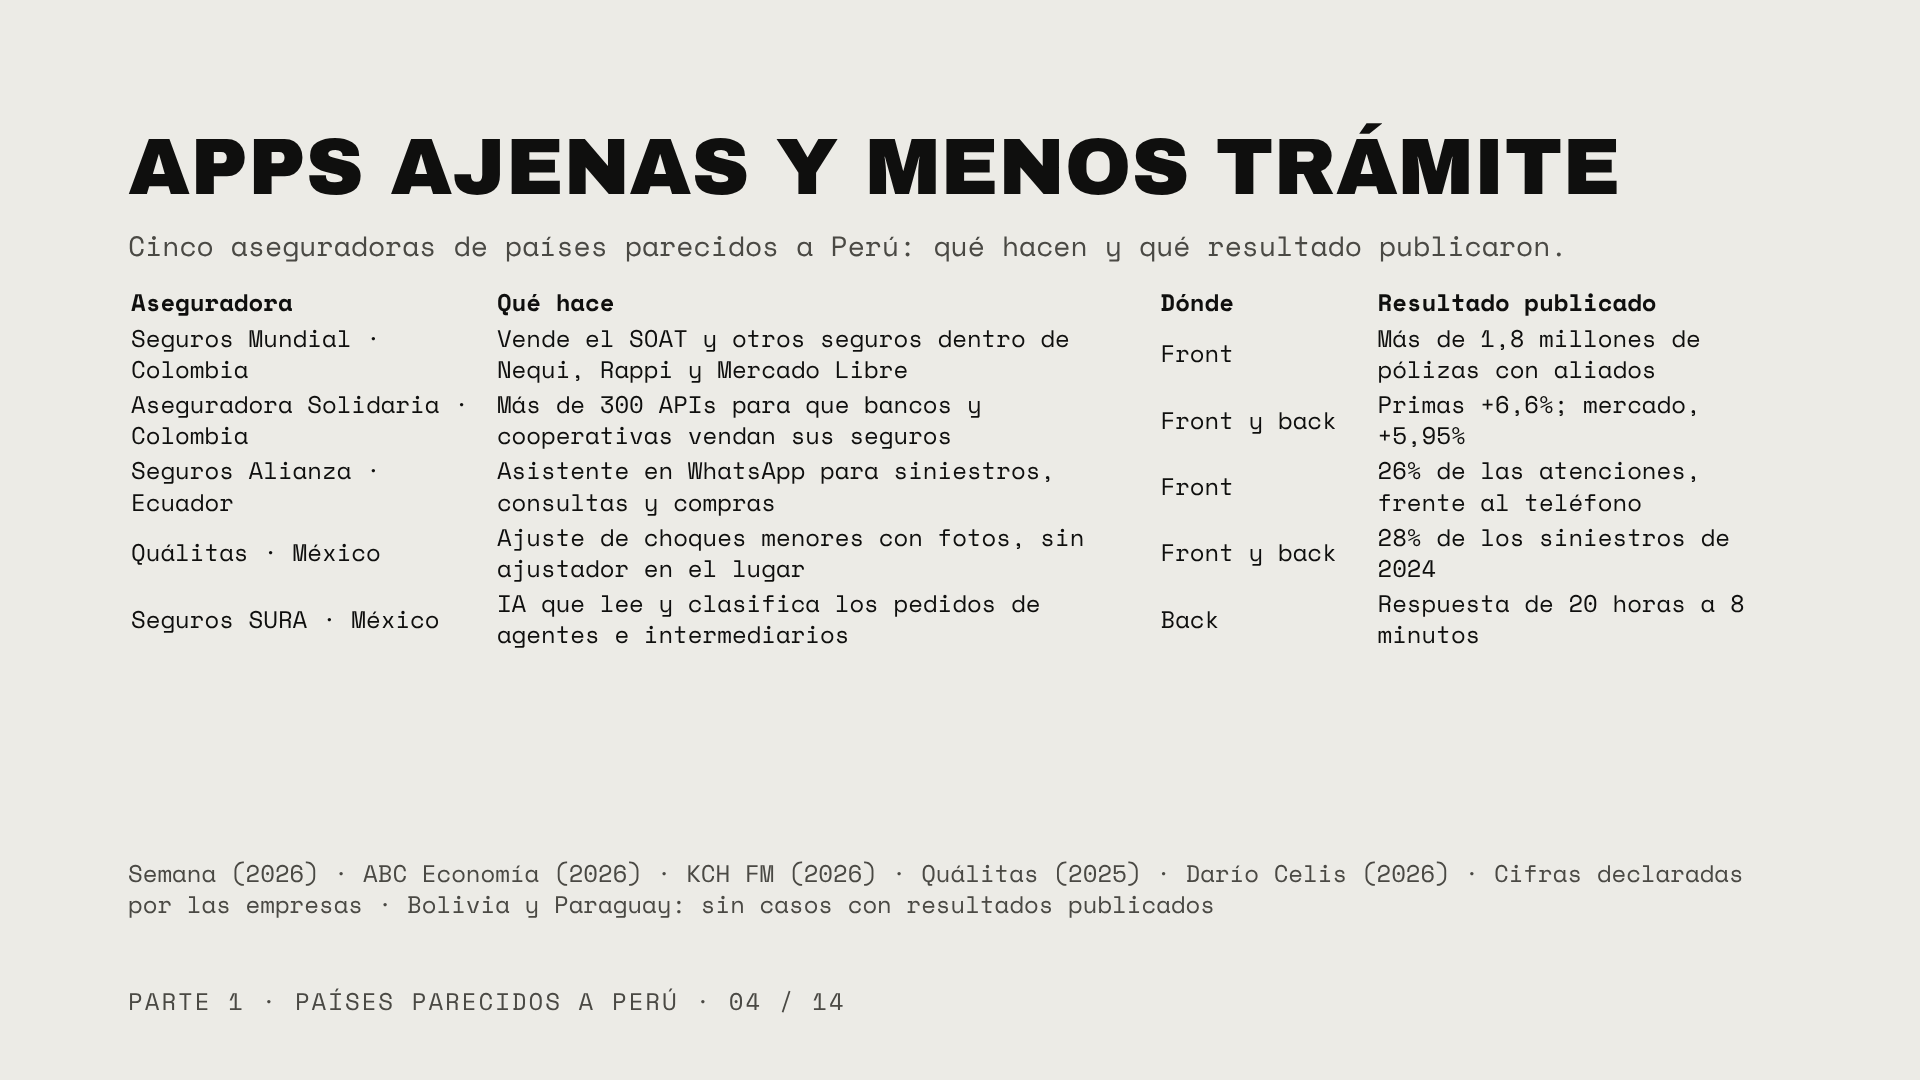 APPS AJENAS Y MENOS TRÁMITE
Cinco aseguradoras de países parecidos a Perú: qué hacen y qué resultado publicaron.
Aseguradora Qué hace Dónde Resultado publicado
Seguros Mundial ·
Colombia
Vende el SOAT y otros seguros dentro de
Nequi, Rappi y Mercado Libre
Front
Más de 1,8 millones de
pólizas con aliados
Aseguradora Solidaria ·
Colombia
Más de 300 APIs para que bancos y
cooperativas vendan sus seguros
Front y back
Primas +6,6%; mercado,
+5,95%
Seguros Alianza ·
Ecuador
Asistente en WhatsApp para siniestros,
consultas y compras
Front
26% de las atenciones,
frente al teléfono
Quálitas · México
Ajuste de choques menores con fotos, sin
ajustador en el lugar
Front y back
28% de los siniestros de
2024
Seguros SURA · México
IA que lee y clasifica los pedidos de
agentes e intermediarios
Back
Respuesta de 20 horas a 8
minutos
Semana (2026) · ABC Economía (2026) · KCH FM (2026) · Quálitas (2025) · Darío Celis (2026) · Cifras declaradas
por las empresas · Bolivia y Paraguay: sin casos con resultados publicados
PARTE 1 · PAÍSES PARECIDOS A PERÚ · 04 / 14